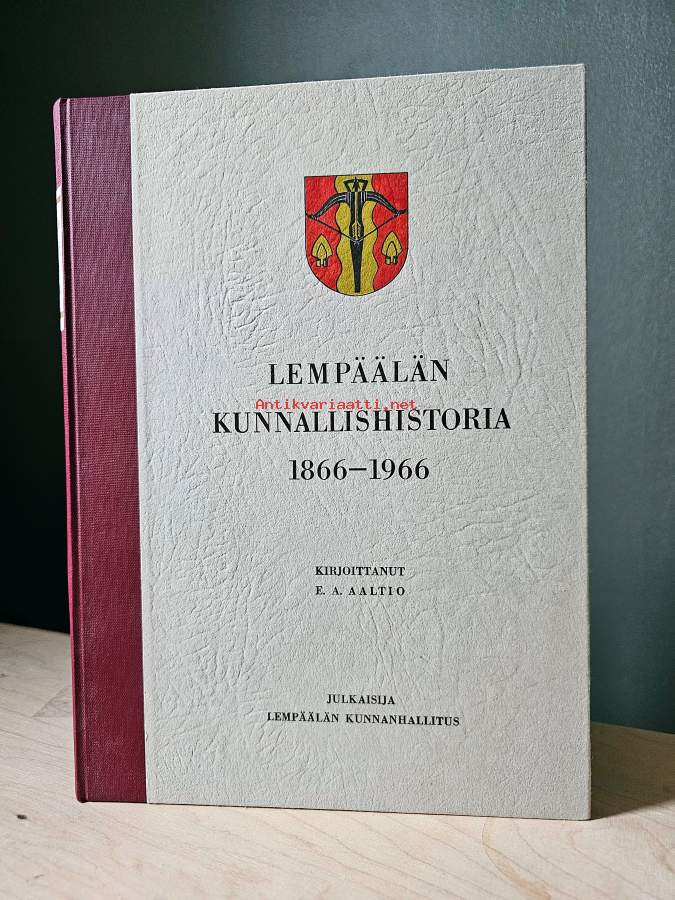 LEMPÄÄLÄN
Antikvariaatti.net
KUNNALLISHISTORIA
1866–1966
KIRJOITTANUT
E. A. AALTIO
JULKAISIJA
LEMPÄÄLÄN KUNNANHALLITUS